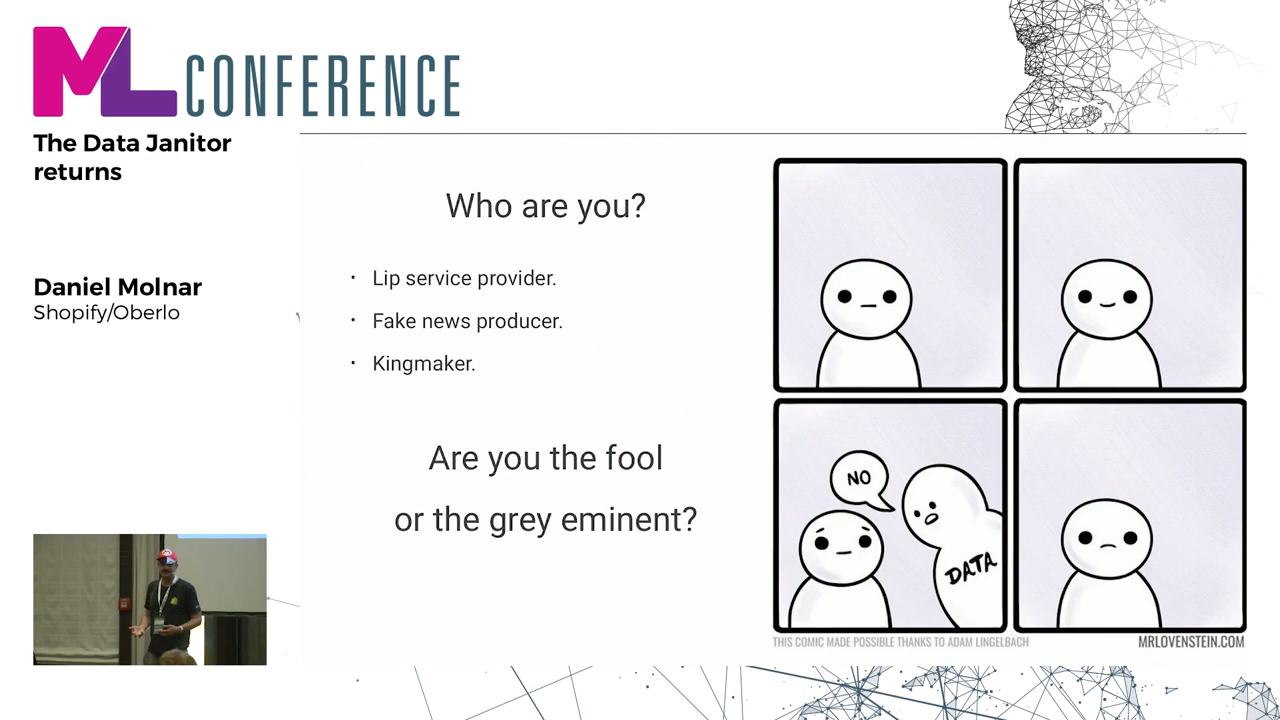 ML CONFERENCE
The Data Janitor
returns
Daniel Molnar
Shopify/Oberlo
Who are you?
• Lip service provider.
• Fake news producer.
• Kingmaker.
Are you the fool
or the grey eminent?
NO
DATA
THIS COMIC MADE POSSIBLE THANKS TO ADAM LINGELBACH
MRLOVENSTEIN.COM